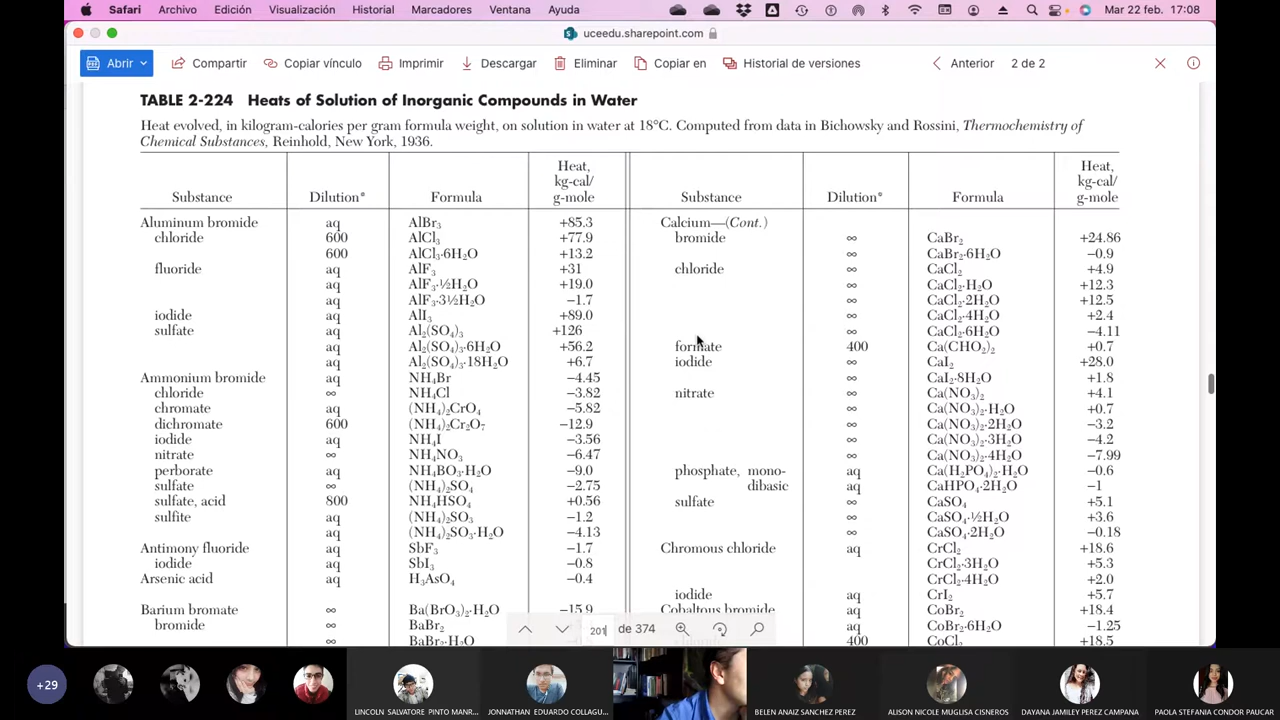 Safari Archivo Edición Visualización Historial Marcadores Ventana Ayuda Mar 22 feb. 17:08
uceedu.sharepoint.com
Abrir Compartir Copiar vínculo Imprimir Descargar Eliminar Copiar en Historial de versiones Anterior 2 de 2
TABLE 2-224 Heats of Solution of Inorganic Compounds in Water
Heat evolved, in kilogram-calories per gram formula weight, on solution in water at 18°C. Computed from data in Bichowsky and Rossini, Thermochemistry of
Chemical Substances, Reinhold, New York, 1936.
Substance Dilution* Formula Heat, kg-cal/ g-mole Substance Dilution* Formula Heat, kg-cal/ g-mole
Aluminum bromide aq AlBr₃ +85.3 Calcium—(Cont.)
chloride 600 AlCl₃ +77.9 bromide ∞ CaBr₂ +24.86
600 AlCl₃·6H₂O +13.2 ∞ CaBr₂·6H₂O −0.9
fluoride aq AlF₃ +31 chloride ∞ CaCl₂ +4.9
aq AlF₃·½H₂O +19.0 ∞ CaCl₂·H₂O +12.3
aq AlF₃·3½H₂O −1.7 ∞ CaCl₂·2H₂O +12.5
iodide aq AlI₃ +89.0 ∞ CaCl₂·4H₂O +2.4
sulfate aq Al₂(SO₄)₃ +126 ∞ CaCl₂·6H₂O −4.11
aq Al₂(SO₄)₃·6H₂O +56.2 formate 400 Ca(CHO₂)₂ +0.7
aq Al₂(SO₄)₃·18H₂O +6.7 iodide ∞ CaI₂ +28.0
Ammonium bromide aq NH₄Br −4.45 ∞ CaI₂·8H₂O +1.8
chloride ∞ NH₄Cl −3.82 nitrate ∞ Ca(NO₃)₂ +4.1
chromate aq (NH₄)₂CrO₄ −5.82 ∞ Ca(NO₃)₂·H₂O +0.7
dichromate 600 (NH₄)₂Cr₂O₇ −12.9 ∞ Ca(NO₃)₂·2H₂O −3.2
iodide aq NH₄I −3.56 ∞ Ca(NO₃)₂·3H₂O −4.2
nitrate ∞ NH₄NO₃ −6.47 ∞ Ca(NO₃)₂·4H₂O −7.99
perborate aq NH₄BO₃·H₂O −9.0 phosphate, mono- aq Ca(H₂PO₄)₂·H₂O −0.6
sulfate ∞ (NH₄)₂SO₄ −2.75 dibasic aq CaHPO₄·2H₂O −1
sulfate, acid 800 NH₄HSO₄ +0.56 sulfate ∞ CaSO₄ +5.1
sulfite aq (NH₄)₂SO₃ −1.2 ∞ CaSO₄·½H₂O +3.6
aq (NH₄)₂SO₃·H₂O −4.13 ∞ CaSO₄·2H₂O −0.18
Antimony fluoride aq SbF₃ −1.7 Chromous chloride aq CrCl₂ +18.6
iodide aq SbI₃ −0.8 CrCl₂·3H₂O +5.3
Arsenic acid aq H₃AsO₄ −0.4 CrCl₂·4H₂O +2.0
iodide aq CrI₂ +5.7
Barium bromate ∞ Ba(BrO₃)₂·H₂O −15.9 Cobaltous bromide aq CoBr₂ +18.4
bromide ∞ BaBr₂ aq CoBr₂·6H₂O −1.25
∞ BaBr₂·H₂O 400 CoCl₂ +18.5
201 de 374
+29 LINCOLN SALVATORE PINTO MANR... JONNATHAN EDUARDO COLLAGU... BELEN ANAIZ SANCHEZ PEREZ ALISON NICOLE MUGLISA CISNEROS DAYANA JAMILEY PEREZ CAMPANA PAOLA STEFANIA CONDOR PAUCAR